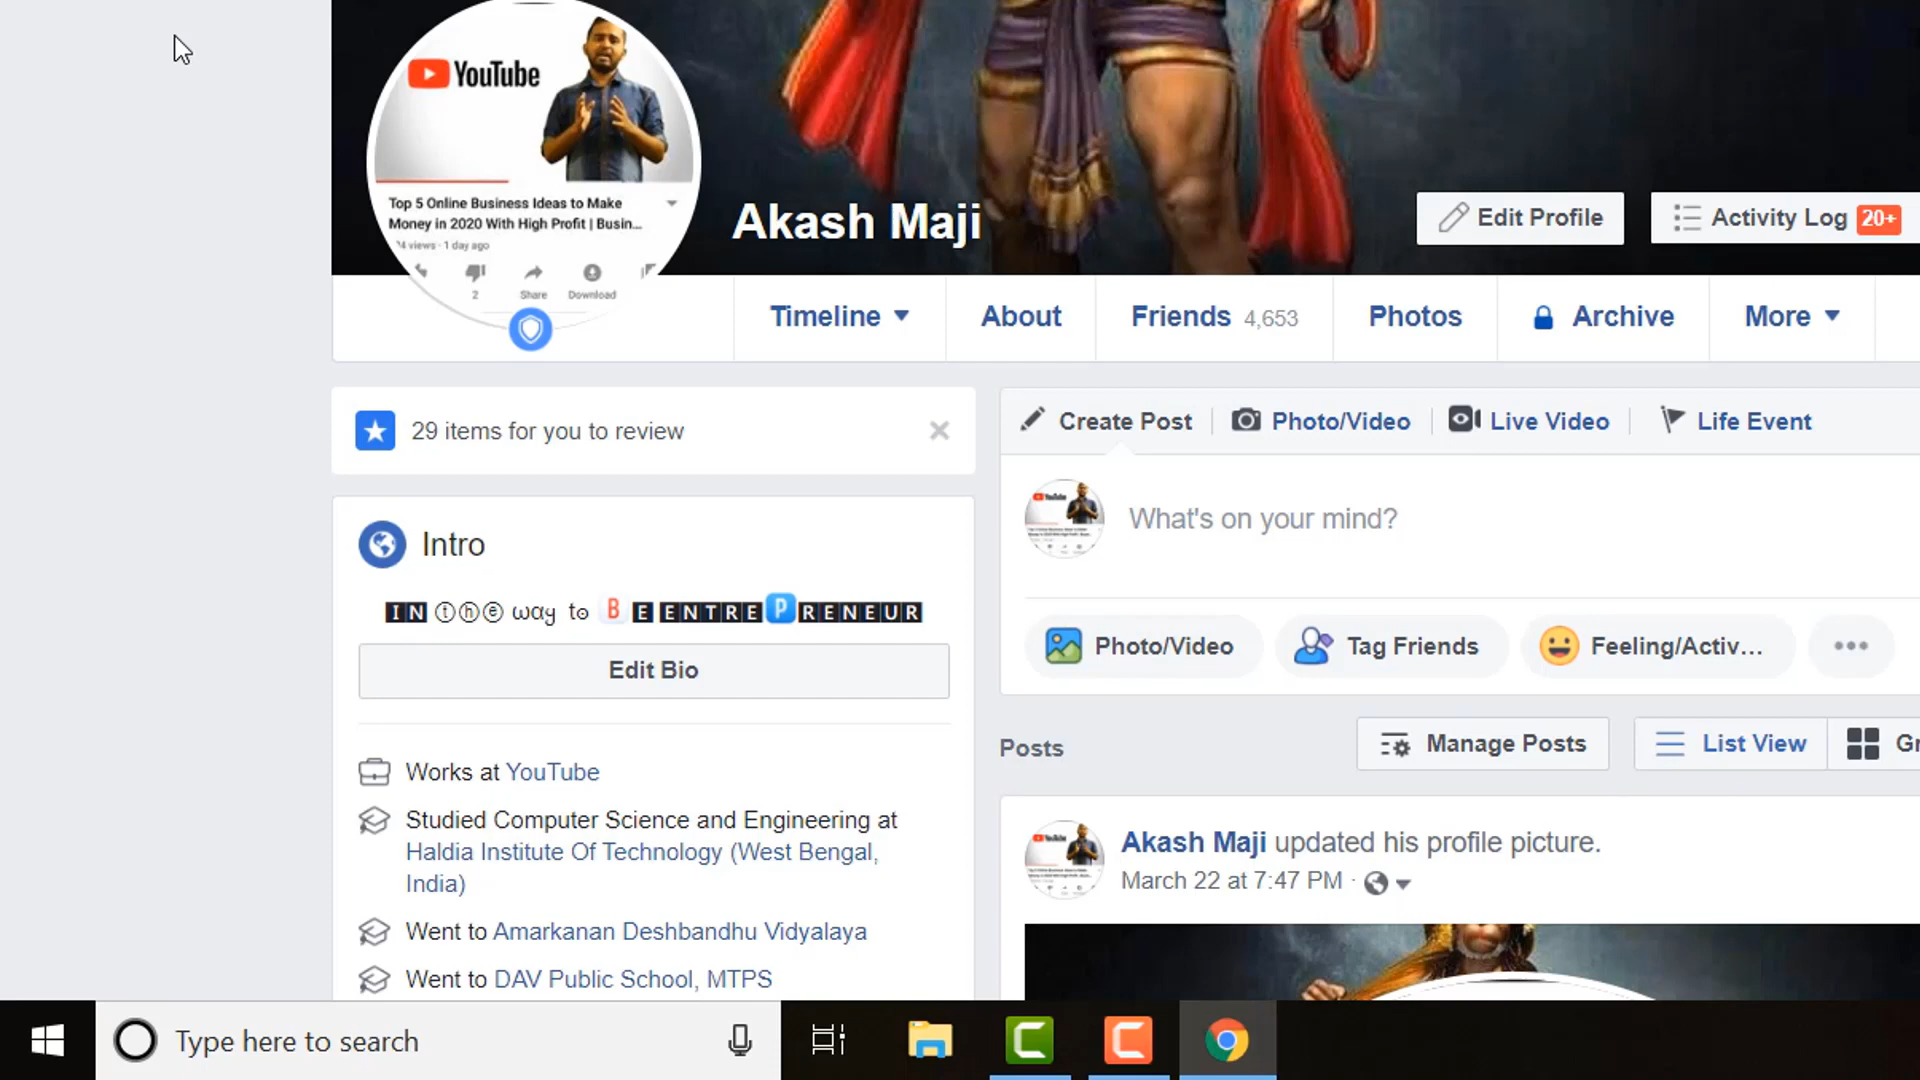 YouTube
Top 5 Online Business Ideas to Make
Money in 2020 With High Profit | Busin...
views · 1 day ago
2 Share Download
Akash Maji
Edit Profile
Activity Log 20+
Timeline
About
Friends 4,653
Photos
Archive
More
29 items for you to review
Create Post
Photo/Video
Live Video
Life Event
What's on your mind?
Intro
🅸🅽 ⓣⓗⓔ way to B 🅴 🅴🅽🆃🆁🅴 P 🆁🅴🅽🅴🆄🆁
Edit Bio
Photo/Video
Tag Friends
Feeling/Activ...
Posts
Manage Posts
List View
Works at YouTube
Studied Computer Science and Engineering at
Haldia Institute Of Technology (West Bengal,
India)
Went to Amarkanan Deshbandhu Vidyalaya
Went to DAV Public School, MTPS
Akash Maji updated his profile picture.
March 22 at 7:47 PM ·
Type here to search